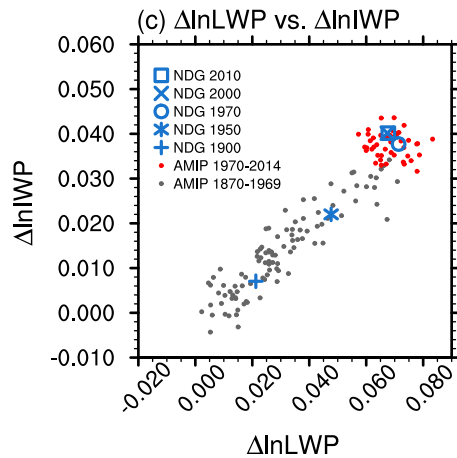 (c) ΔlnLWP vs. ΔlnIWP
0.060
0.050
0.040
0.030
0.020
0.010
0.000
-0.010
ΔlnIWP
NDG 2010
NDG 2000
NDG 1970
NDG 1950
NDG 1900
AMIP 1970-2014
AMIP 1870-1969
-0.020
0.000
0.020
0.040
0.060
0.080
ΔlnLWP